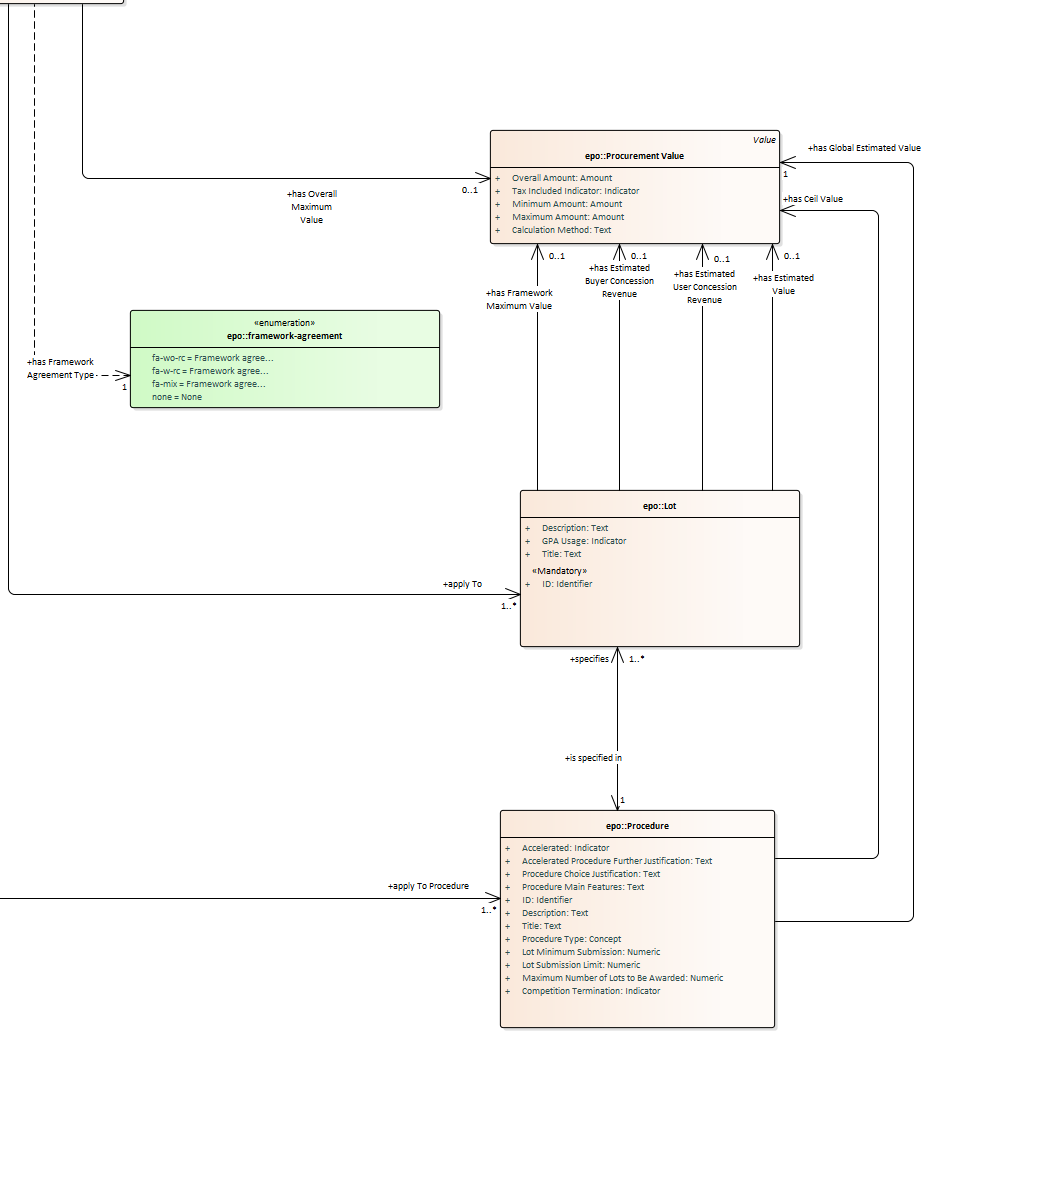 Value
epo::Procurement Value
+ Overall Amount: Amount
+ Tax Included Indicator: Indicator
+ Minimum Amount: Amount
+ Maximum Amount: Amount
+ Calculation Method: Text
+has Global Estimated Value
1
+has Ceil Value
0..1
+has Overall
Maximum
Value
0..1
+has Framework
Maximum Value
0..1
+has Estimated
Buyer Concession
Revenue
0..1
+has Estimated
User Concession
Revenue
0..1
+has Estimated
Value
«enumeration»
epo::framework-agreement
fa-wo-rc = Framework agree...
fa-w-rc = Framework agree...
fa-mix = Framework agree...
none = None
+has Framework
Agreement Type
1
epo::Lot
+ Description: Text
+ GPA Usage: Indicator
+ Title: Text
«Mandatory»
+ ID: Identifier
+apply To
1..*
+specifies
1..*
+is specified in
1
epo::Procedure
+ Accelerated: Indicator
+ Accelerated Procedure Further Justification: Text
+ Procedure Choice Justification: Text
+ Procedure Main Features: Text
+ ID: Identifier
+ Description: Text
+ Title: Text
+ Procedure Type: Concept
+ Lot Minimum Submission: Numeric
+ Lot Submission Limit: Numeric
+ Maximum Number of Lots to Be Awarded: Numeric
+ Competition Termination: Indicator
+apply To Procedure
1..*